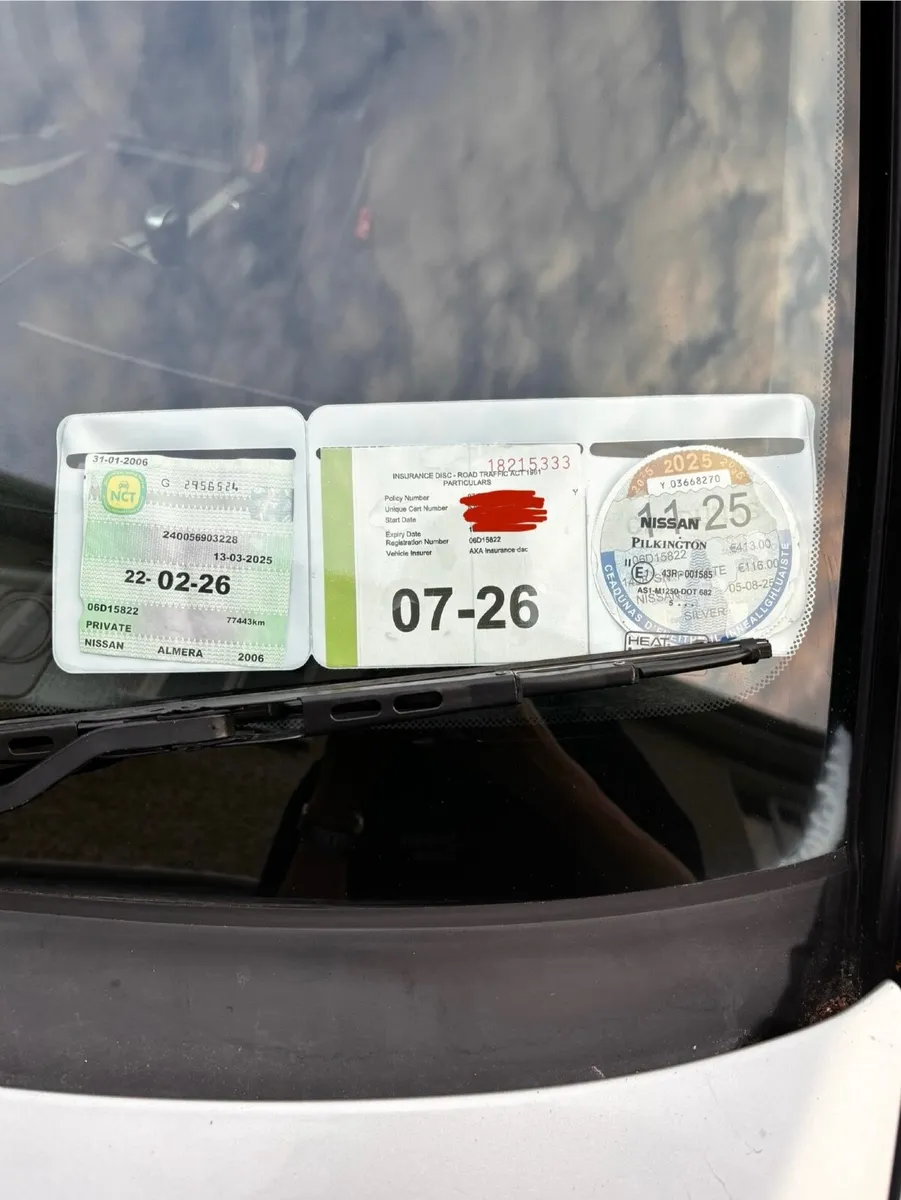 31-01-2006
NCT
G 2956524
240056903228
13-03-2025
22-02-26
06D15822
77443km
PRIVATE
NISSAN ALMERA 2006
18215333
INSURANCE DISC - ROAD TRAFFIC ACT 1961
PARTICULARS
Policy Number
Y
Unique Cert Number
Start Date
Expiry Date
Registration Number 06D15822
Vehicle Insurer AXA Insurance dac
07-26
2025
Y 03668270
11 25
NISSAN
PILKINGTON
€413.00
06D15822
€116.00
E1 43R-001585
AS1-M1250-DOT 682
05-08-25
NISSAN
SILVER